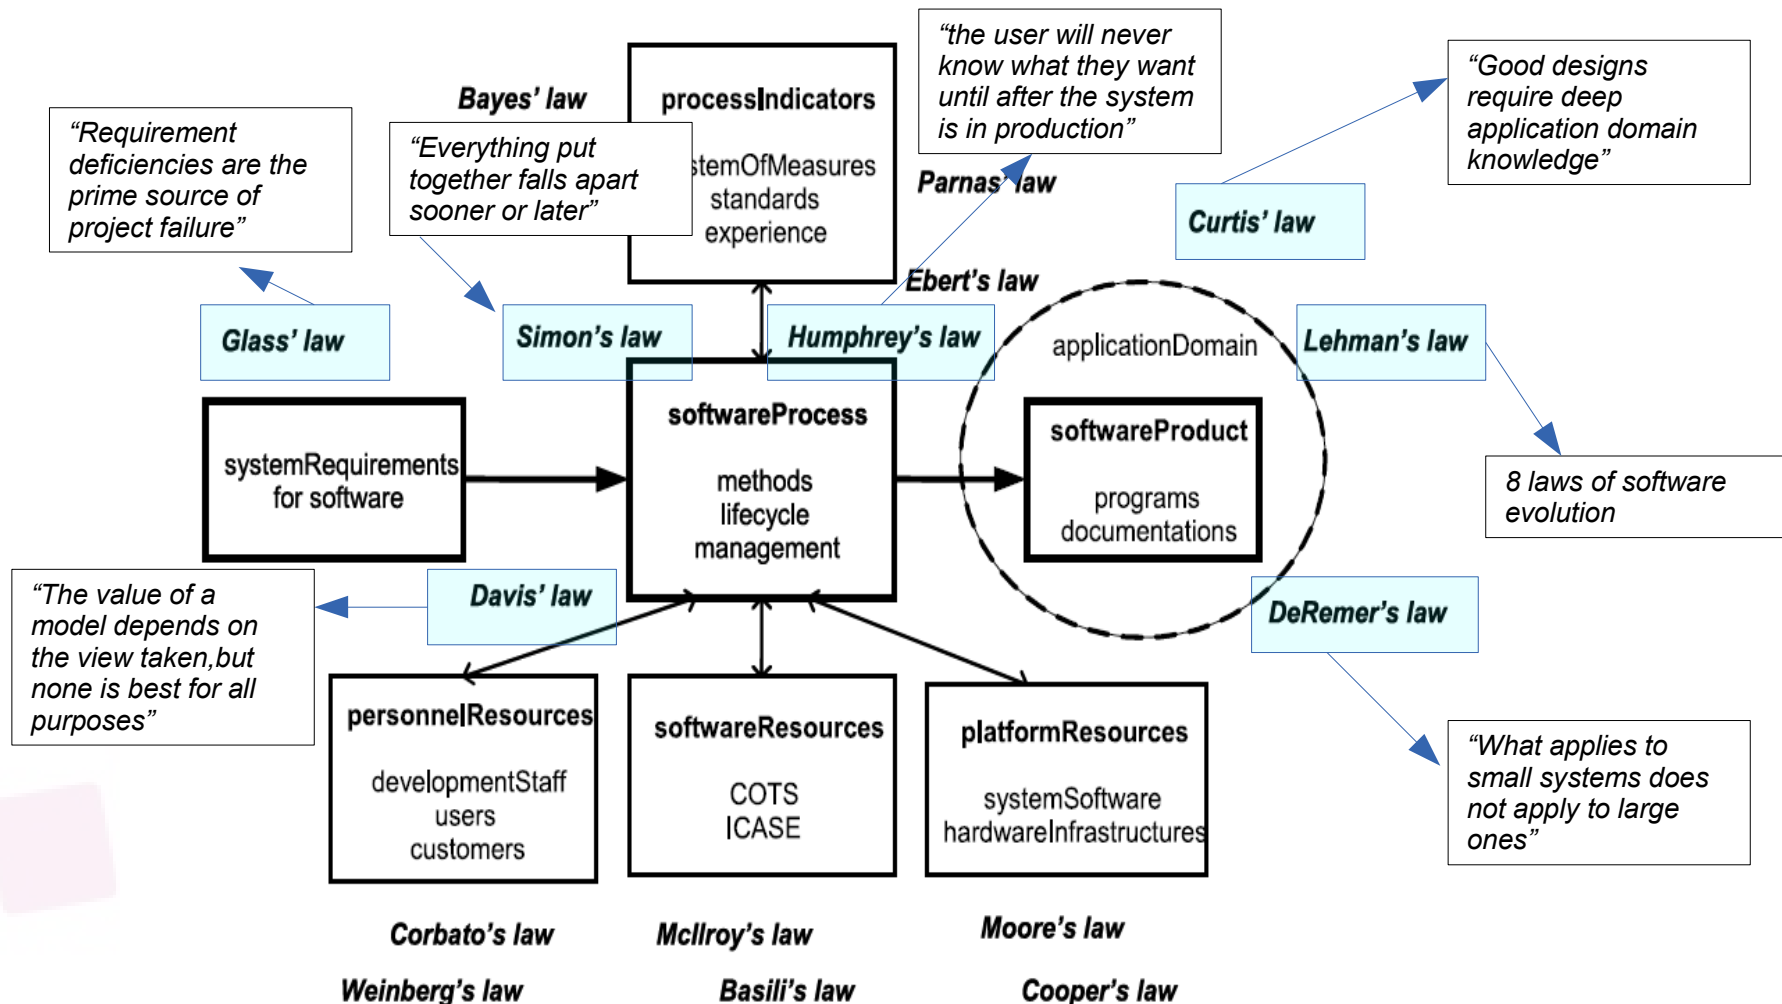 “the user will never
know what they want
until after the system
is in production”
“Good designs
require deep
application domain
knowledge”
Bayes’ law
processIndicators
“Requirement
deficiencies are the
prime source of
project failure”
“Everything put
together falls apart
sooner or later”
stemOfMeasures
standards
experience
Parnas’ law
Curtis’ law
Ebert’s law
Glass’ law
Simon’s law
Humphrey’s law
applicationDomain
Lehman’s law
systemRequirements
for software
softwareProcess
methods
lifecycle
management
softwareProduct
programs
documentations
8 laws of software
evolution
“The value of a
model depends on
the view taken,but
none is best for all
purposes”
Davis’ law
DeRemer’s law
personnelResources
developmentStaff
users
customers
softwareResources
COTS
ICASE
platformResources
systemSoftware
hardwareInfrastructures
“What applies to
small systems does
not apply to large
ones”
Corbato’s law
McIlroy’s law
Moore’s law
Weinberg’s law
Basili’s law
Cooper’s law